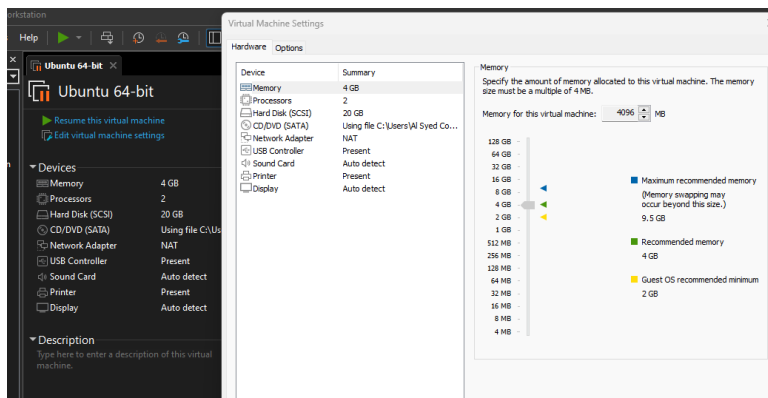 orkstation
Help
Ubuntu 64-bit
Ubuntu 64-bit
Resume this virtual machine
Edit virtual machine settings
Devices
Memory 4 GB
Processors 2
Hard Disk (SCSI) 20 GB
CD/DVD (SATA) Using file C:\Us
Network Adapter NAT
USB Controller Present
Sound Card Auto detect
Printer Present
Display Auto detect
Description
Type here to enter a description of this virtual
machine.
Virtual Machine Settings
Hardware Options
Device Summary
Memory 4 GB
Processors 2
Hard Disk (SCSI) 20 GB
CD/DVD (SATA) Using file C:\Users\Al Syed Co...
Network Adapter NAT
USB Controller Present
Sound Card Auto detect
Printer Present
Display Auto detect
Memory
Specify the amount of memory allocated to this virtual machine. The memory
size must be a multiple of 4 MB.
Memory for this virtual machine: 4096 MB
128 GB
64 GB
32 GB
16 GB
8 GB
4 GB
2 GB
1 GB
512 MB
256 MB
128 MB
64 MB
32 MB
16 MB
8 MB
4 MB
Maximum recommended memory
(Memory swapping may
occur beyond this size.)
9.5 GB
Recommended memory
4 GB
Guest OS recommended minimum
2 GB